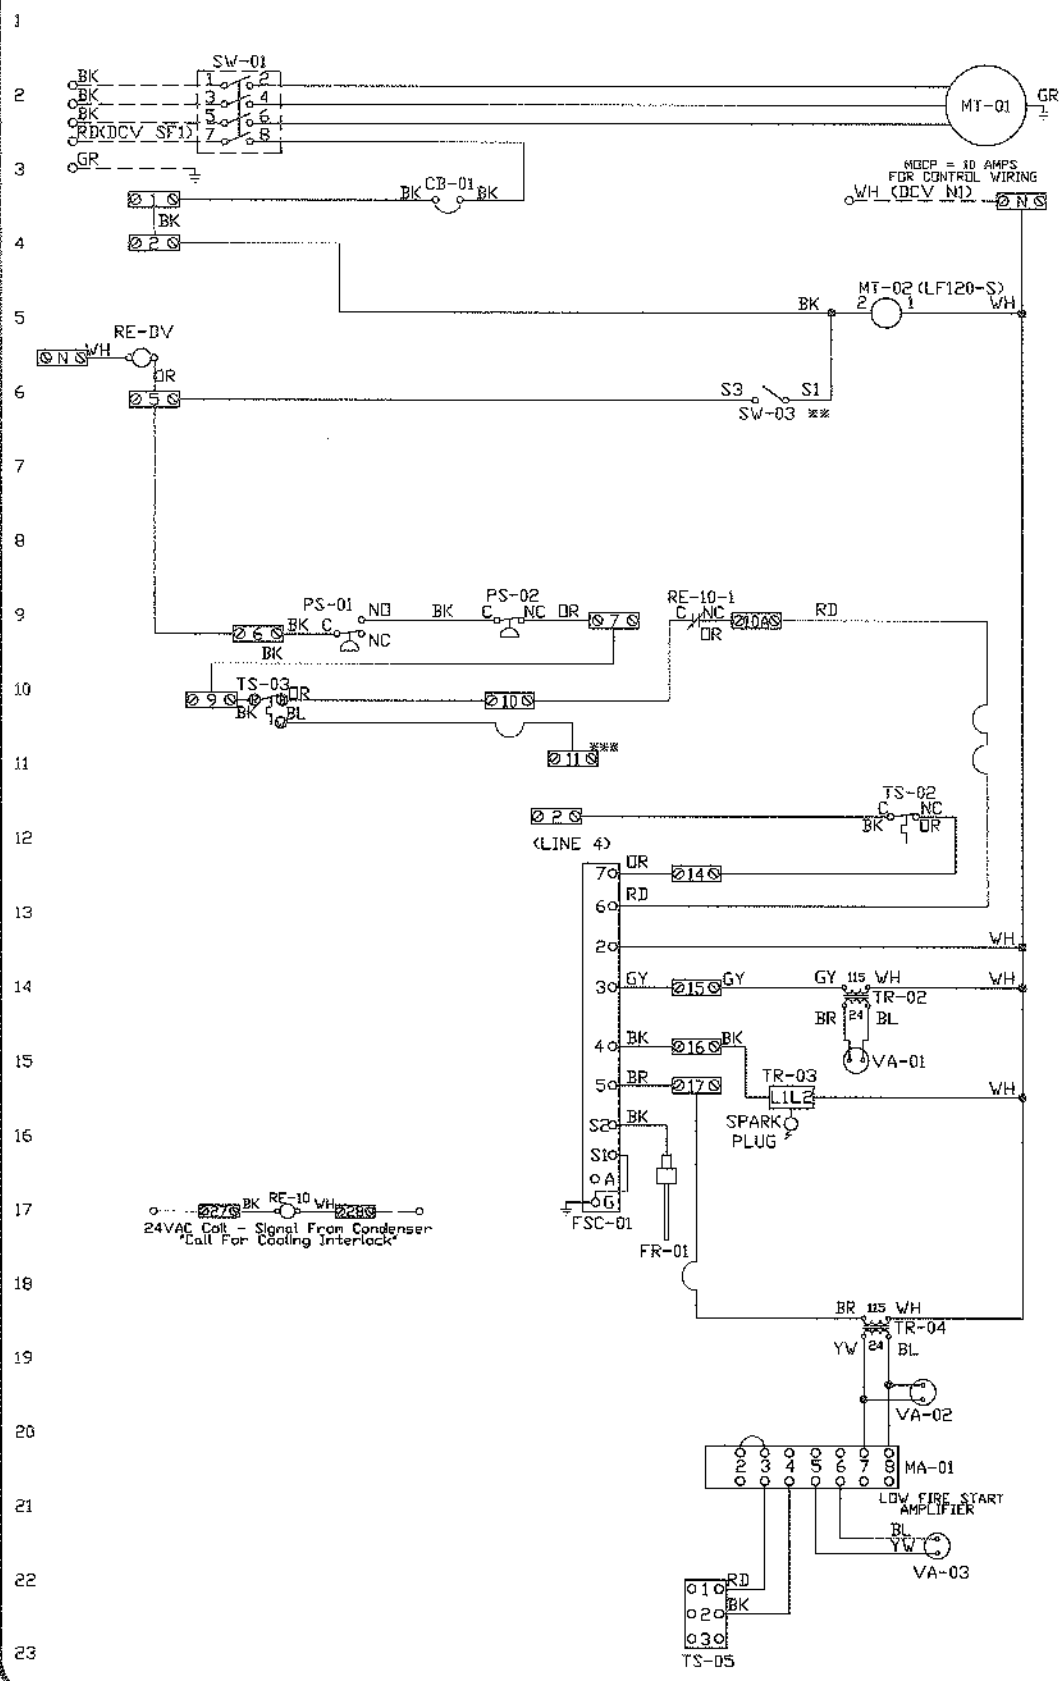 1
SW-01
BK 1 2
2
BK 3 4
MT-01
GR
BK 5 6
RD(DCV SF1) 7 8
3
GR
MOCP = 10 AMPS
FOR CONTROL WIRING
1 BK CB-01 BK
WH (DCV N1) N
BK
4
2
MT-02 (LF120-S)
5
BK 2 1 WH
RE-DV
N WH
OR
6
5
S3 S1
SW-03 **
7
8
9
PS-01 NO BK
PS-02
C NC OR 7
RE-10-1
C NC 10A RD
OR
6 BK C NC
BK
10
TS-03
9 OR 10
BK BL
11
11 ***
TS-02
2 C NC
BK OR
12
(LINE 4)
7 OR 14
13
6 RD
2 WH
14
3 GY 15 GY GY 115 WH WH
TR-02
BR 24 BL
15
4 BK 16 BK VA-01
TR-03
5 BR 17 L1L2 WH
16
S2 BK SPARK
PLUG
S1
A
17
27 BK RE-10 WH 28
G
24VAC Coil - Signal From Condenser
"Call For Cooling Interlock"
FSC-01
FR-01
18
BR 115 WH
TR-04
19
YW 24 BL
VA-02
20
2 3 4 5 6 7 8 MA-01
21
LOW FIRE START
AMPLIFIER
BL
YW
VA-03
22
1 RD
2 BK
3
23
TS-05